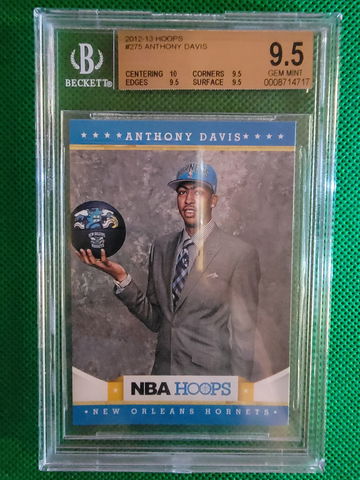 2012-13 HOOPS
#275 ANTHONY DAVIS
BECKETT
CENTERING 10 CORNERS 9.5
EDGES 9.5 SURFACE 9.5
9.5
GEM MINT
0008714717
ANTHONY DAVIS
NBA HOOPS
NEW ORLEANS HORNETS